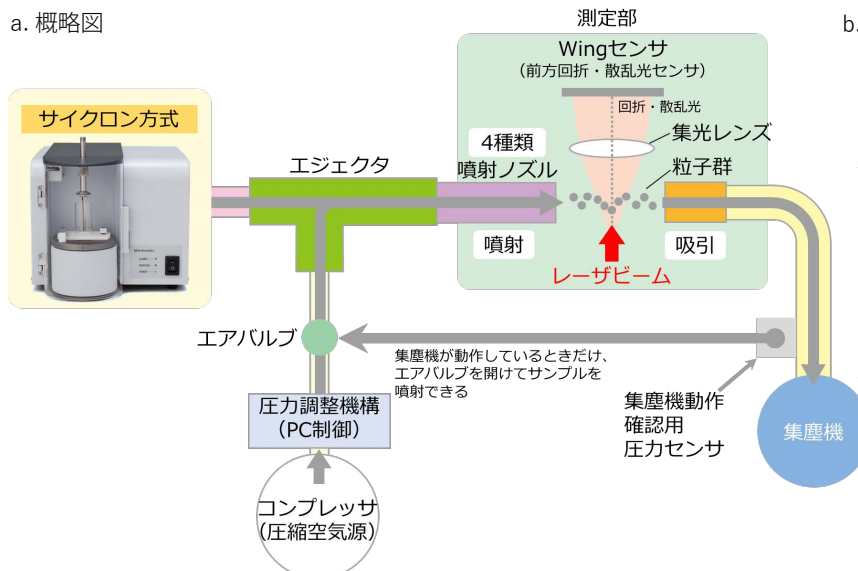 a. 概略図
b.
測定部
Wingセンサ
(前方回折・散乱光センサ)
回折・散乱光
サイクロン方式
集光レンズ
4種類
噴射ノズル
エジェクタ
粒子群
噴射
吸引
レーザビーム
エアバルブ
集塵機が動作しているときだけ、
エアバルブを開けてサンプルを
噴射できる
圧力調整機構
(PC制御)
集塵機動作
確認用
圧力センサ
集塵機
コンプレッサ
(圧縮空気源)